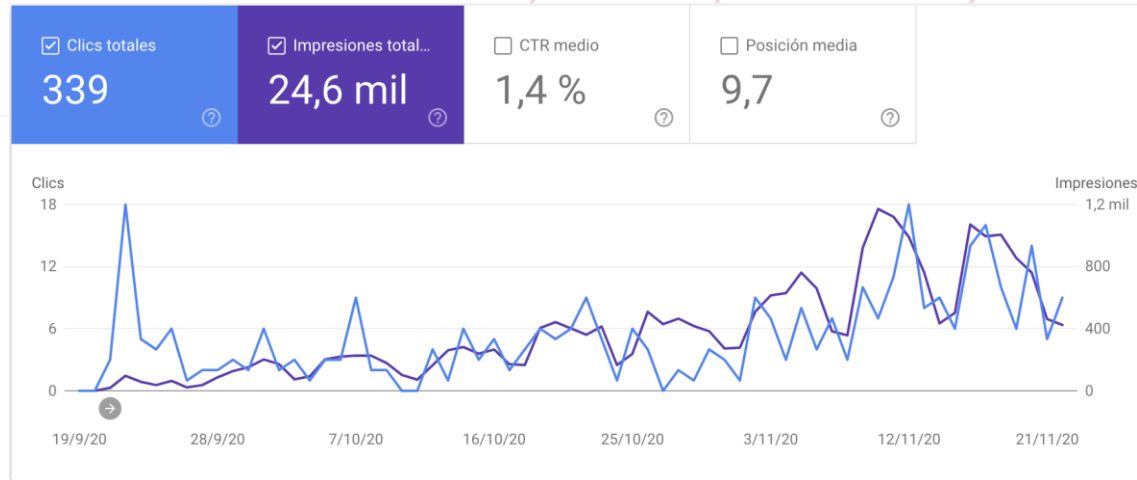 Clics totales
339
Impresiones total...
24,6 mil
CTR medio
1,4 %
Posición media
9,7
Clics
Impresiones
18
1,2 mil
12
800
6
400
0
0
19/9/20
28/9/20
7/10/20
16/10/20
25/10/20
3/11/20
12/11/20
21/11/20